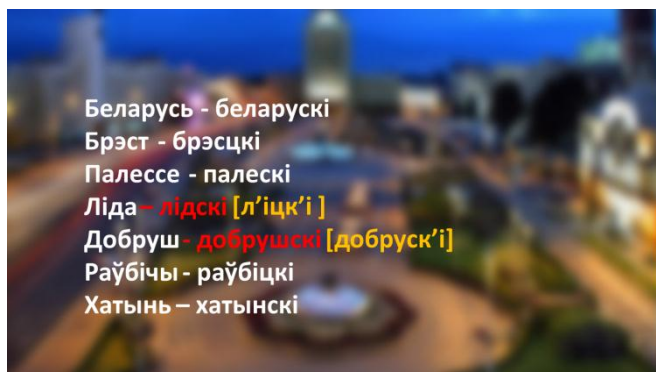 Беларусь - беларускі
Брэст - брэсцкі
Палессе - палескі
Ліда – лідскі [л’іцк’і ]
Добруш - добрушскі [добруск’і]
Раўбічы - раўбіцкі
Хатынь – хатынскі